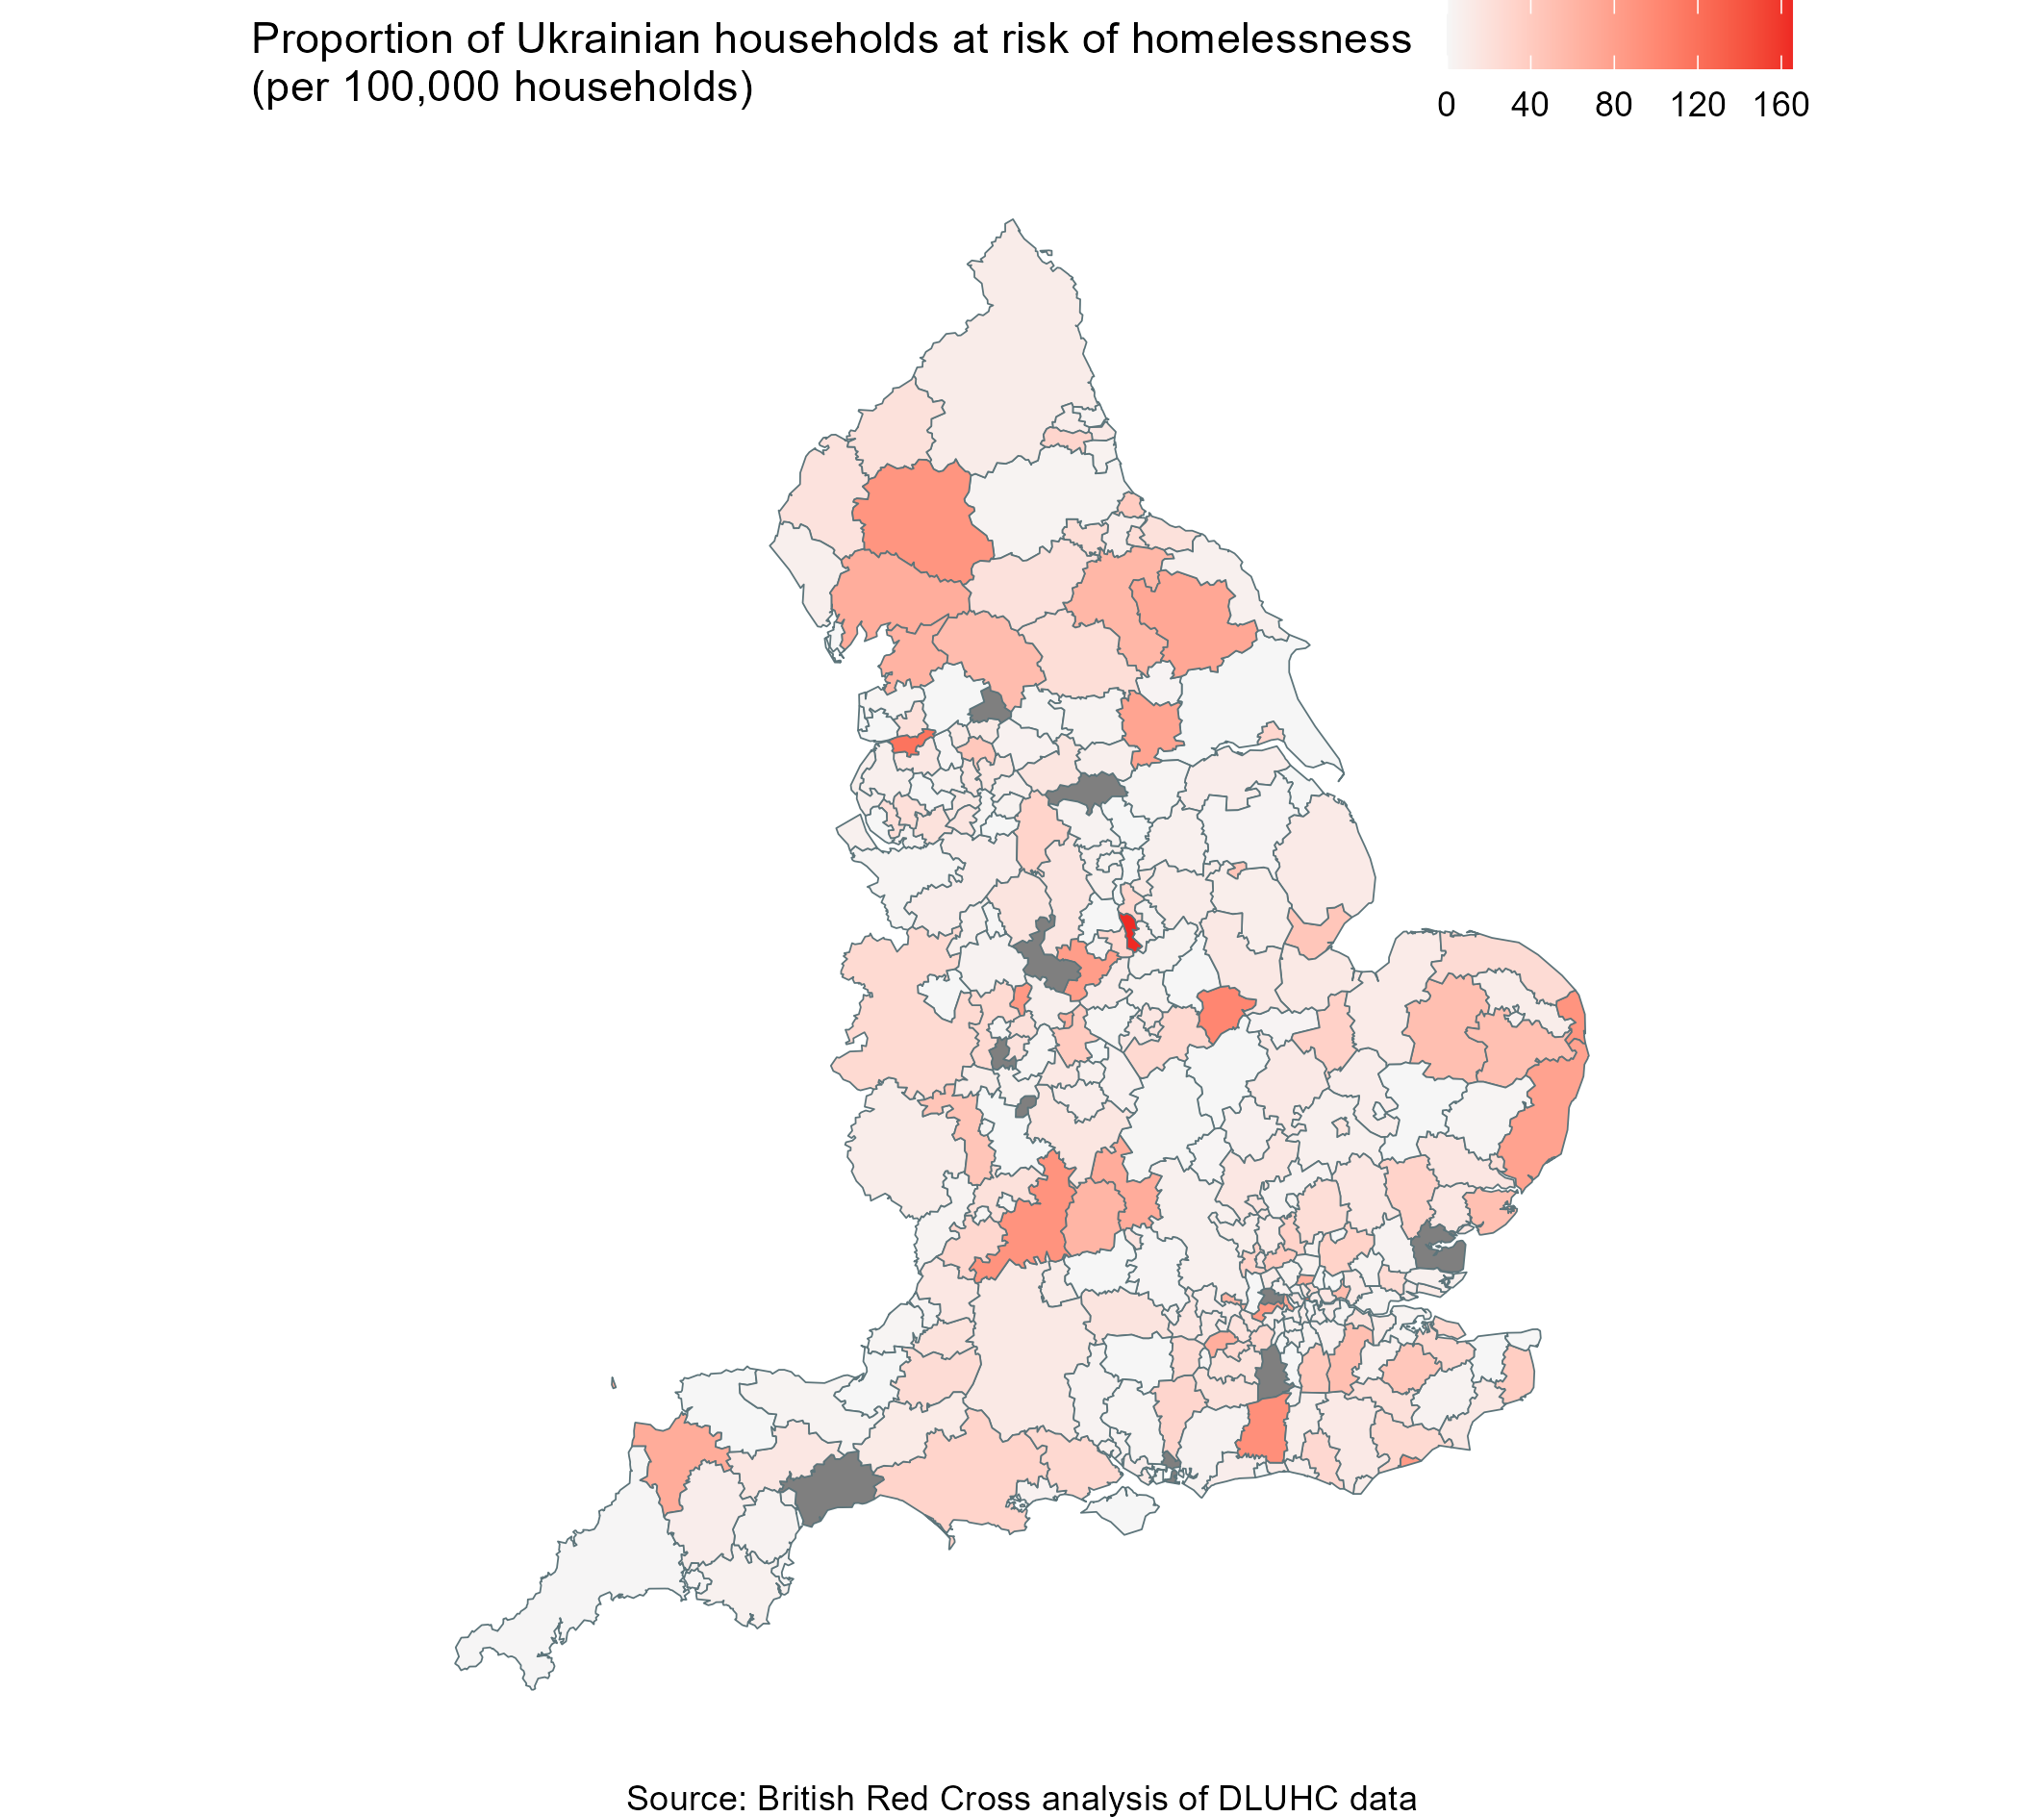 Proportion of Ukrainian households at risk of homelessness
(per 100,000 households)
0 40 80 120 160
Source: British Red Cross analysis of DLUHC data